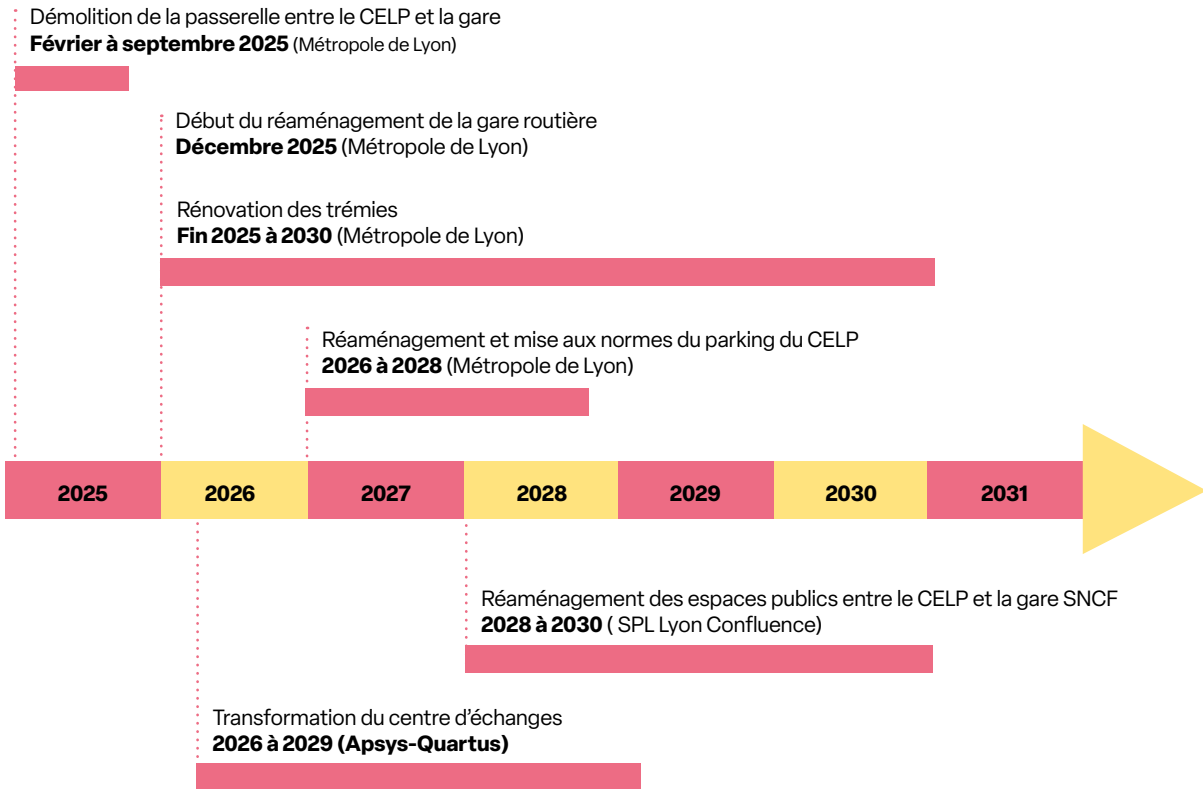 Démolition de la passerelle entre le CELP et la gare
Février à septembre 2025 (Métropole de Lyon)
Début du réaménagement de la gare routière
Décembre 2025 (Métropole de Lyon)
Rénovation des trémies
Fin 2025 à 2030 (Métropole de Lyon)
Réaménagement et mise aux normes du parking du CELP
2026 à 2028 (Métropole de Lyon)
2025 2026 2027 2028 2029 2030 2031
Réaménagement des espaces publics entre le CELP et la gare SNCF
2028 à 2030 ( SPL Lyon Confluence)
Transformation du centre d’échanges
2026 à 2029 (Apsys-Quartus)